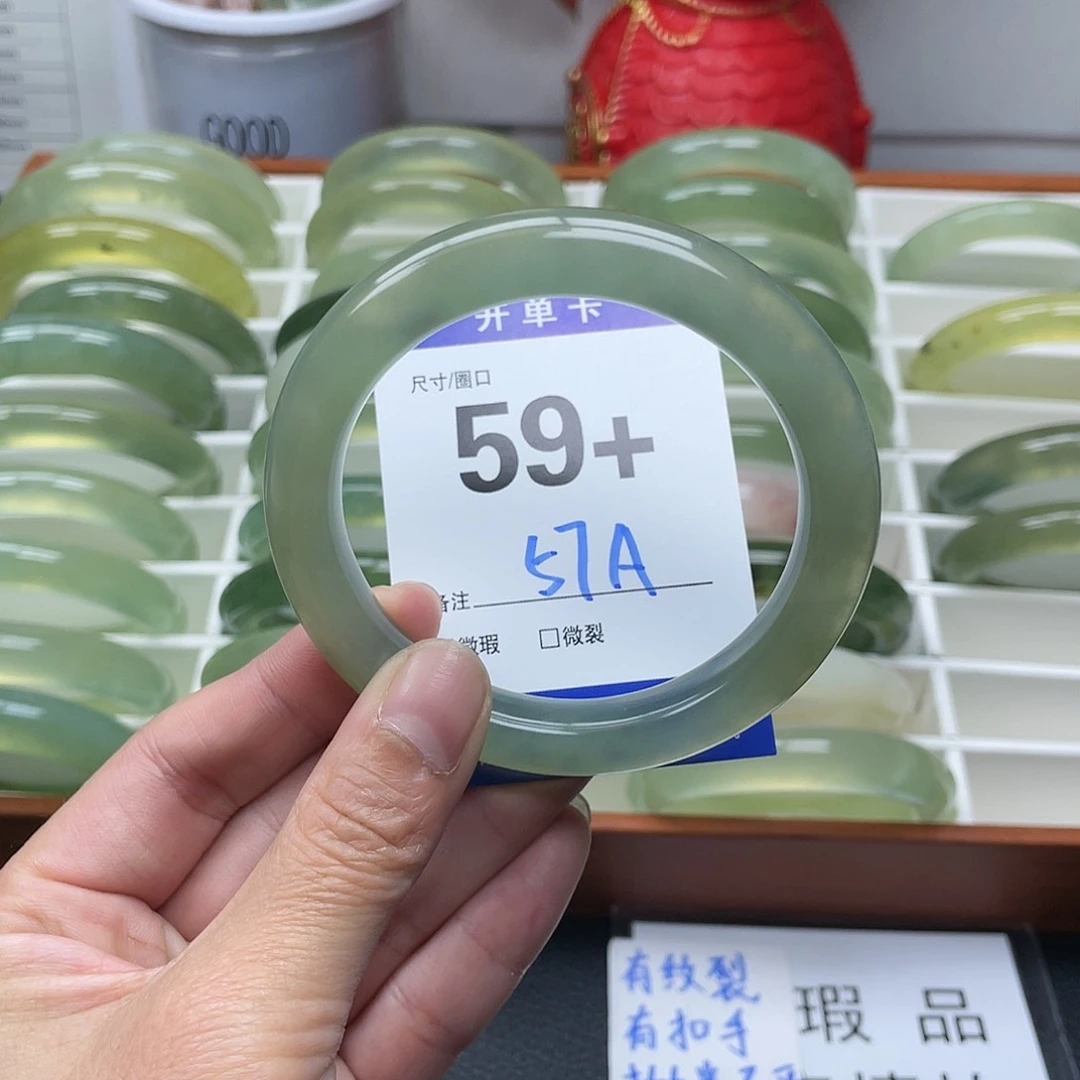 GOOD
开单卡
尺寸/圈口
59+
57A
备注
微瑕 □微裂
有纹裂
有扣手
瑕品